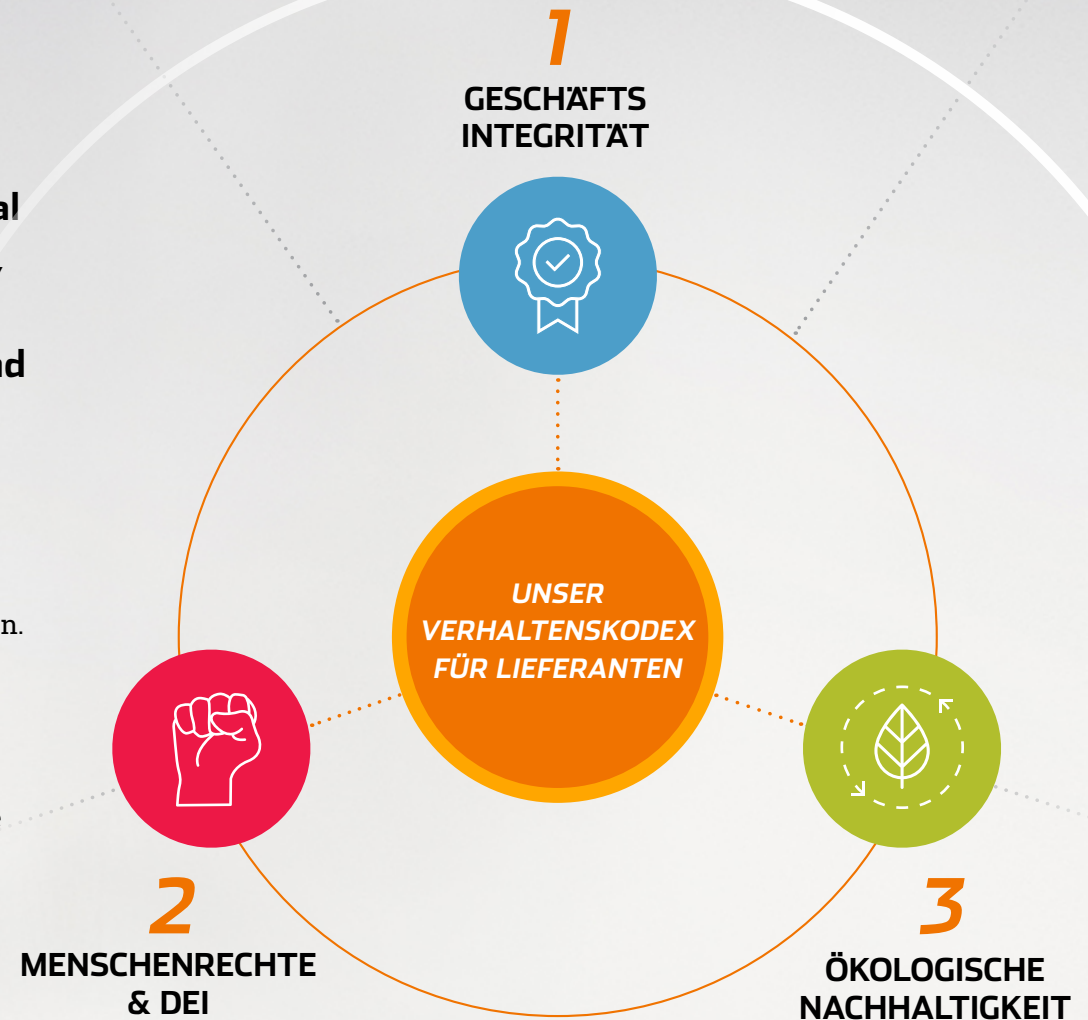 1
GESCHÄFTS
INTEGRITÄT
UNSER
VERHALTENSKODEX
FÜR LIEFERANTEN
2
MENSCHENRECHTE
& DEI
3
ÖKOLOGISCHE
NACHHALTIGKEIT